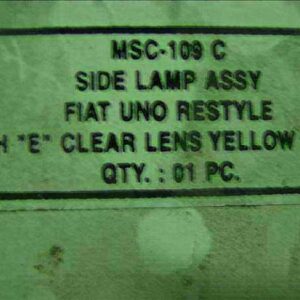 MSC-109 C
SIDE LAMP ASSY
FIAT UNO RESTYLE
"E" CLEAR LENS YELLOW
QTY. : 01 PC.